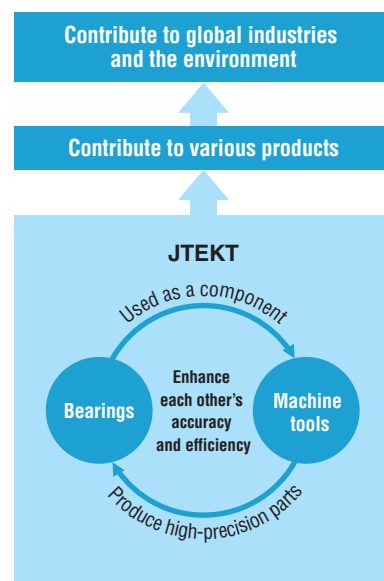 Contribute to global industries
and the environment
Contribute to various products
JTEKT
Used as a component
Bearings
Enhance
each other's
accuracy
and efficiency
Machine
tools
Produce high-precision parts